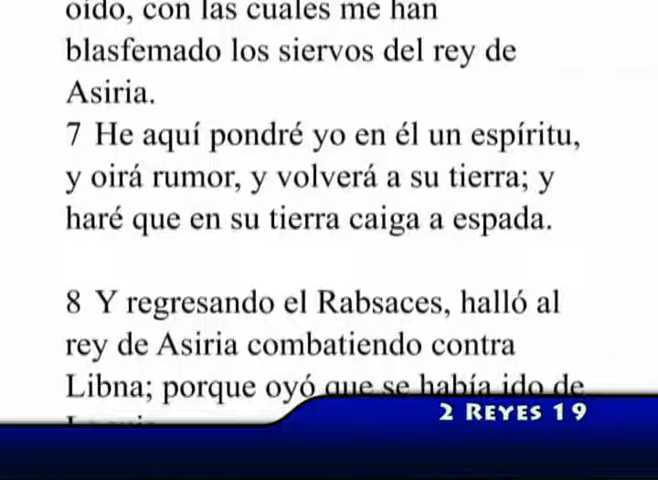 oído, con las cuales me han
blasfemado los siervos del rey de
Asiria.
7 He aquí pondré yo en él un espíritu,
y oirá rumor, y volverá a su tierra; y
haré que en su tierra caiga a espada.
8 Y regresando el Rabsaces, halló al
rey de Asiria combatiendo contra
Libna; porque oyó que se había ido de
2 REYES 19